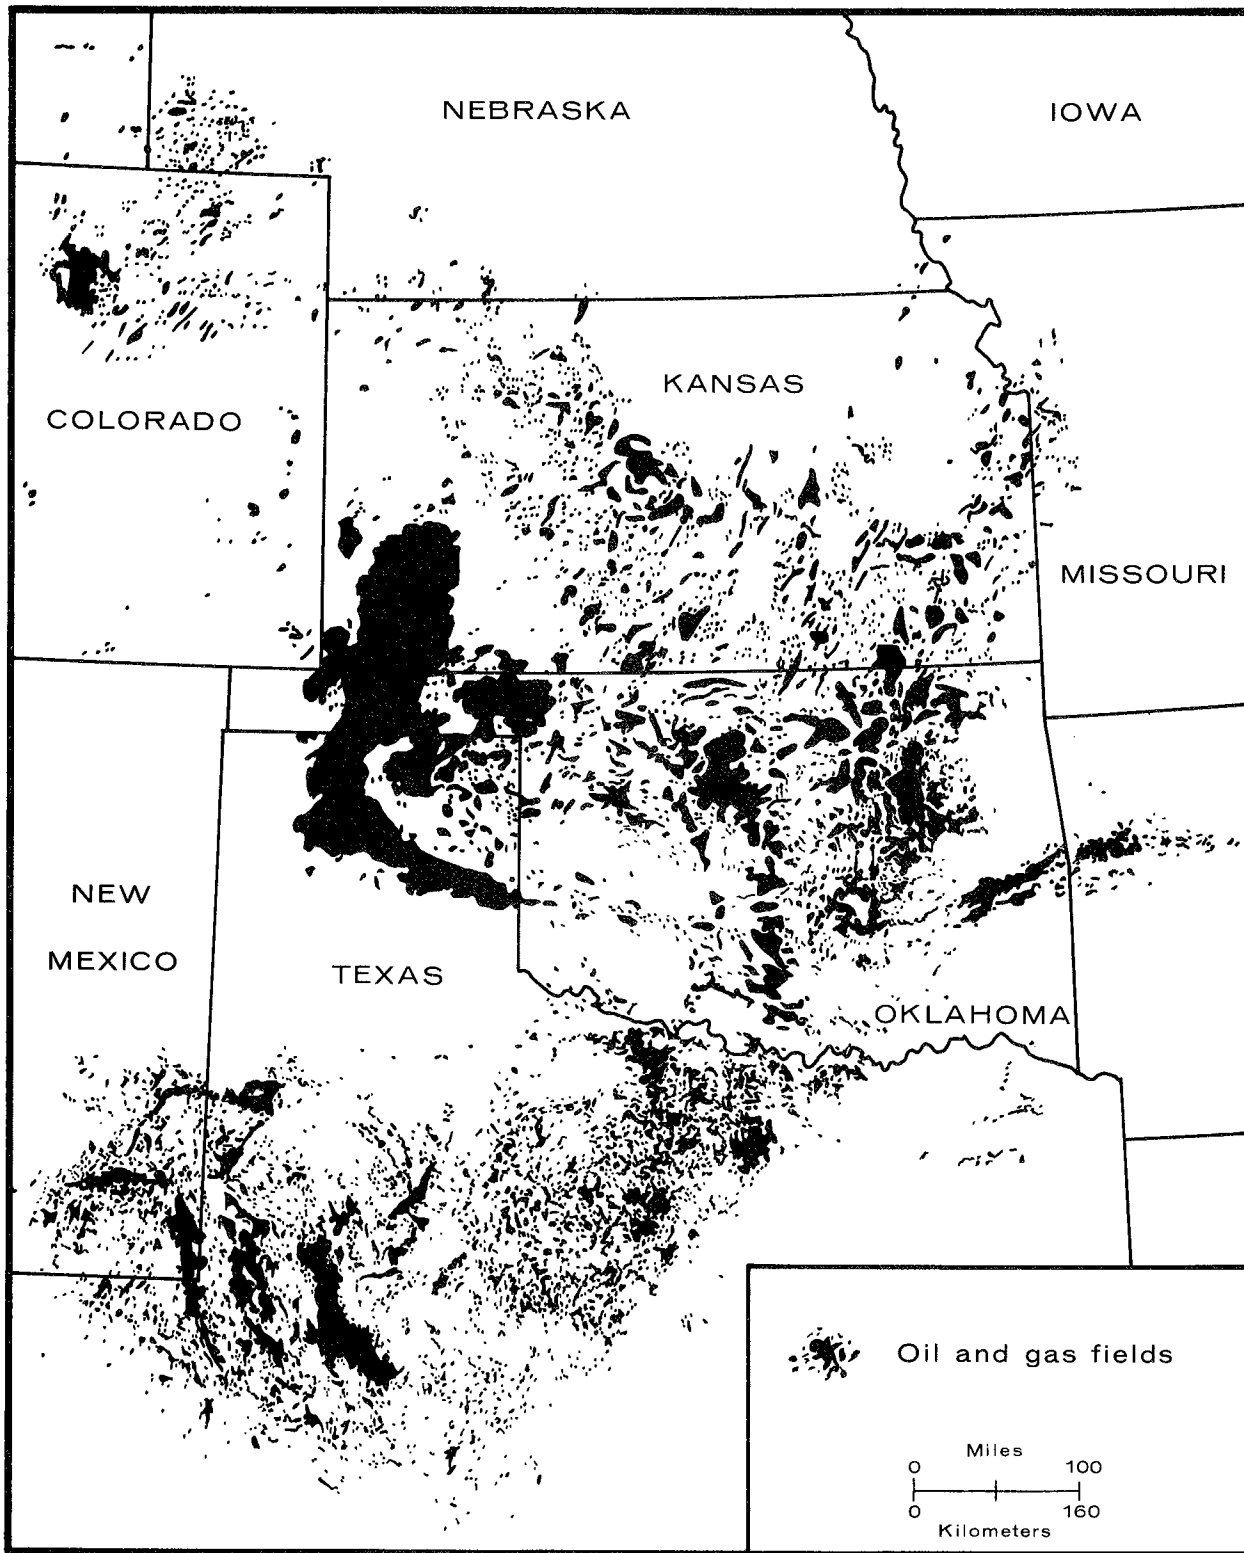 NEBRASKA
IOWA
KANSAS
COLORADO
MISSOURI
NEW
MEXICO
TEXAS
OKLAHOMA
Oil and gas fields
Miles
0 100
0 160
Kilometers